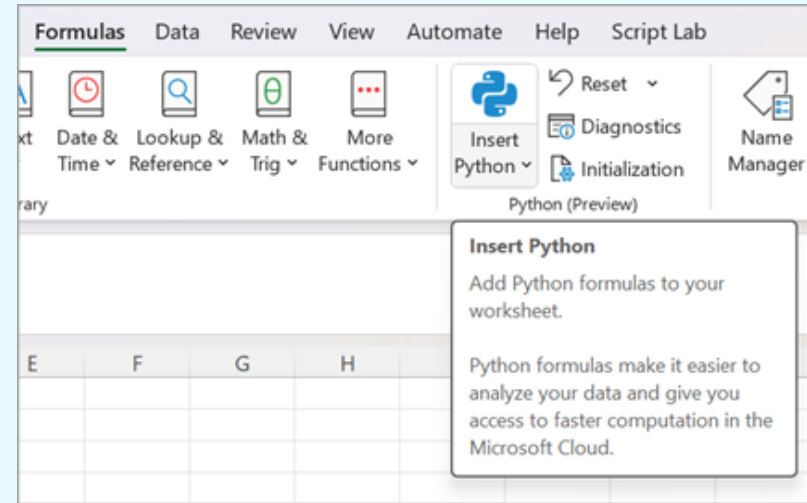 Formulas Data Review View Automate Help Script Lab
Date & Time
Lookup & Reference
Math & Trig
More Functions
Insert Python
Reset
Diagnostics
Initialization
Name Manager
Python (Preview)
Insert Python
Add Python formulas to your
worksheet.
Python formulas make it easier to
analyze your data and give you
access to faster computation in the
Microsoft Cloud.
E F G H